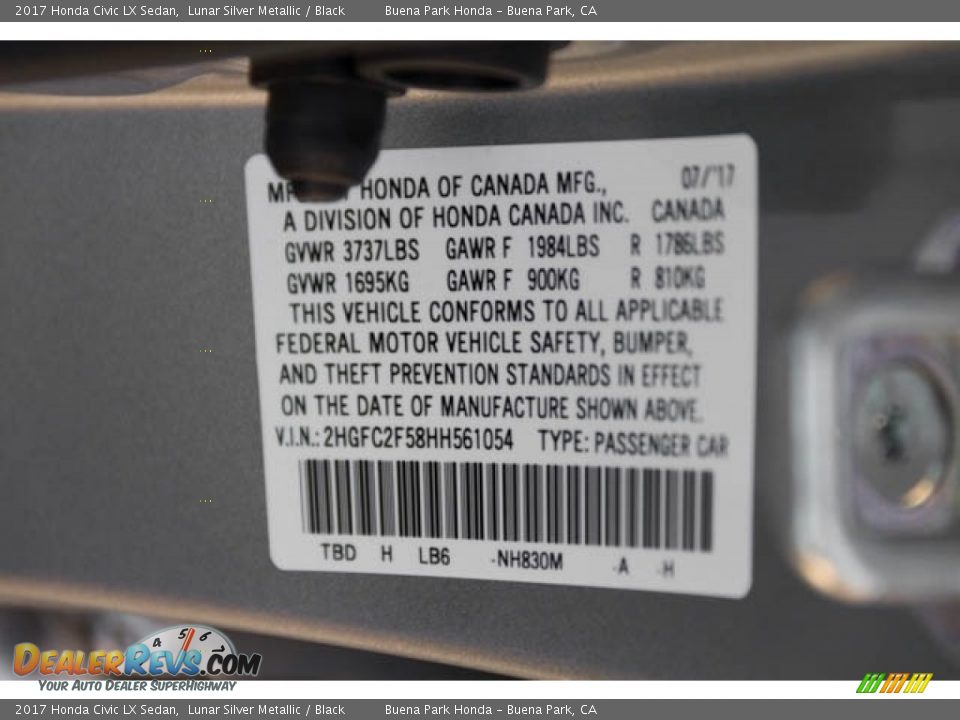 2017 Honda Civic LX Sedan, Lunar Silver Metallic / Black Buena Park Honda – Buena Park, CA
HONDA OF CANADA MFG., 07/'17
A DIVISION OF HONDA CANADA INC. CANADA
GVWR 3737LBS GAWR F 1984LBS R 1786LBS
GVWR 1695KG GAWR F 900KG R 810KG
THIS VEHICLE CONFORMS TO ALL APPLICABLE
FEDERAL MOTOR VEHICLE SAFETY, BUMPER,
AND THEFT PREVENTION STANDARDS IN EFFECT
ON THE DATE OF MANUFACTURE SHOWN ABOVE.
V.I.N.: 2HGFC2F58HH561054 TYPE: PASSENGER CAR
TBD H LB6 -NH830M -A -H
4 5 6
DEALERREVS.COM
YOUR AUTO DEALER SUPERHIGHWAY
2017 Honda Civic LX Sedan, Lunar Silver Metallic / Black Buena Park Honda – Buena Park, CA